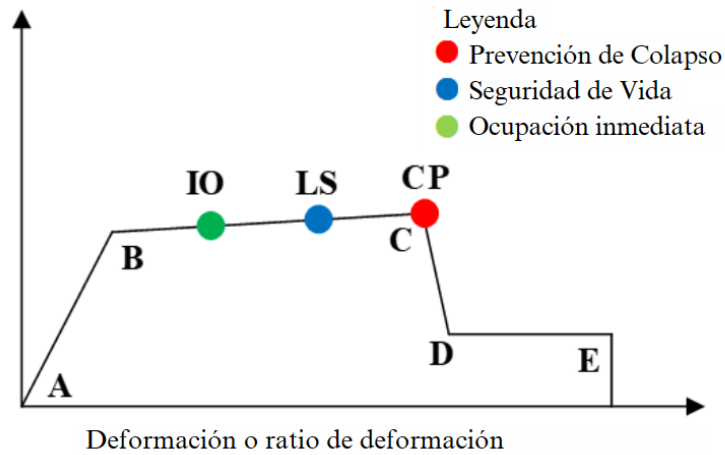 Leyenda
Prevención de Colapso
Seguridad de Vida
Ocupación inmediata
IO
LS
CP
B
C
D
E
A
Deformación o ratio de deformación